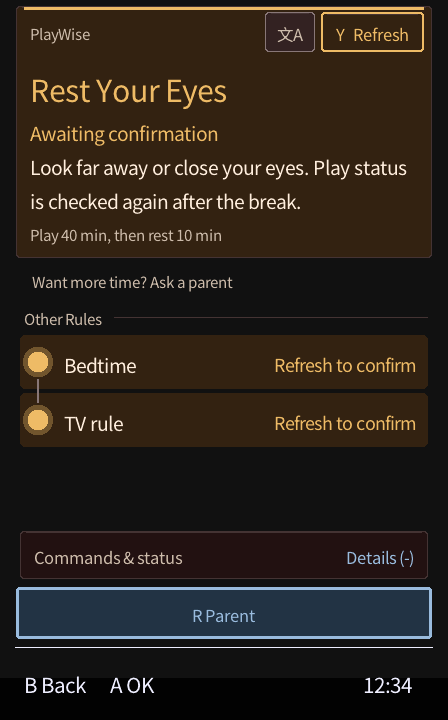 PlayWise
文A
Y Refresh
Rest Your Eyes
Awaiting confirmation
Look far away or close your eyes. Play status
is checked again after the break.
Play 40 min, then rest 10 min
Want more time? Ask a parent
Other Rules
Bedtime
Refresh to confirm
TV rule
Refresh to confirm
Commands & status
Details (-)
R Parent
B Back
A OK
12:34